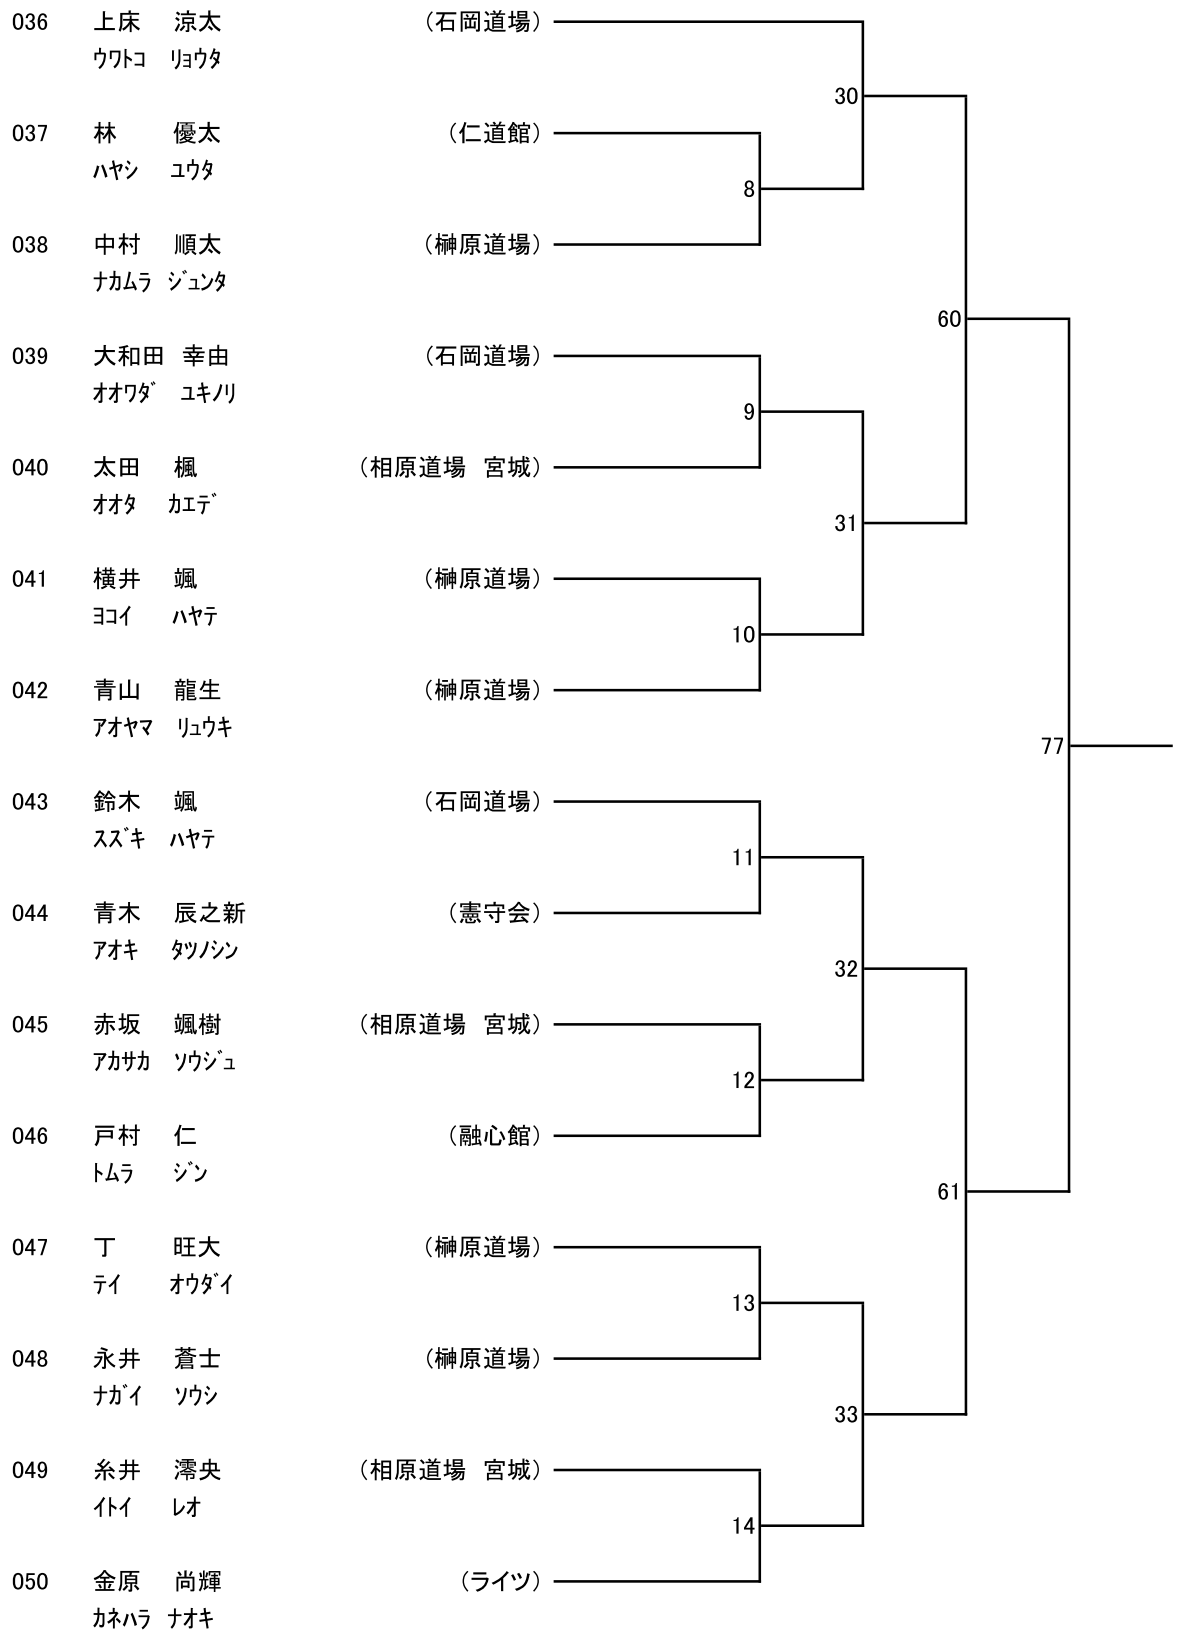 036 上床 涼太 (石岡道場)
ｳﾜﾄｺ ﾘｮｳﾀ
30
037 林 優太 (仁道館)
ﾊﾔｼ ﾕｳﾀ
8
038 中村 順太 (榊原道場)
ﾅｶﾑﾗ ｼﾞｭﾝﾀ
60
039 大和田 幸由 (石岡道場)
ｵｵﾜﾀﾞ ﾕｷﾉﾘ
9
040 太田 楓 (相原道場 宮城)
ｵｵﾀ ｶｴﾃﾞ
31
041 横井 颯 (榊原道場)
ﾖｺｲ ﾊﾔﾃ
10
042 青山 龍生 (榊原道場)
ｱｵﾔﾏ ﾘｭｳｷ
77
043 鈴木 颯 (石岡道場)
ｽｽﾞｷ ﾊﾔﾃ
11
044 青木 辰之新 (憲守会)
ｱｵｷ ﾀﾂﾉｼﾝ
32
045 赤坂 颯樹 (相原道場 宮城)
ｱｶｻｶ ｿｳｼﾞｭ
12
046 戸村 仁 (融心館)
ﾄﾑﾗ ｼﾞﾝ
61
047 丁 旺大 (榊原道場)
ﾃｲ ｵｳﾀﾞｲ
13
048 永井 蒼士 (榊原道場)
ﾅｶﾞｲ ｿｳｼ
33
049 糸井 澪央 (相原道場 宮城)
ｲﾄｲ ﾚｵ
14
050 金原 尚輝 (ライツ)
ｶﾈﾊﾗ ﾅｵｷ